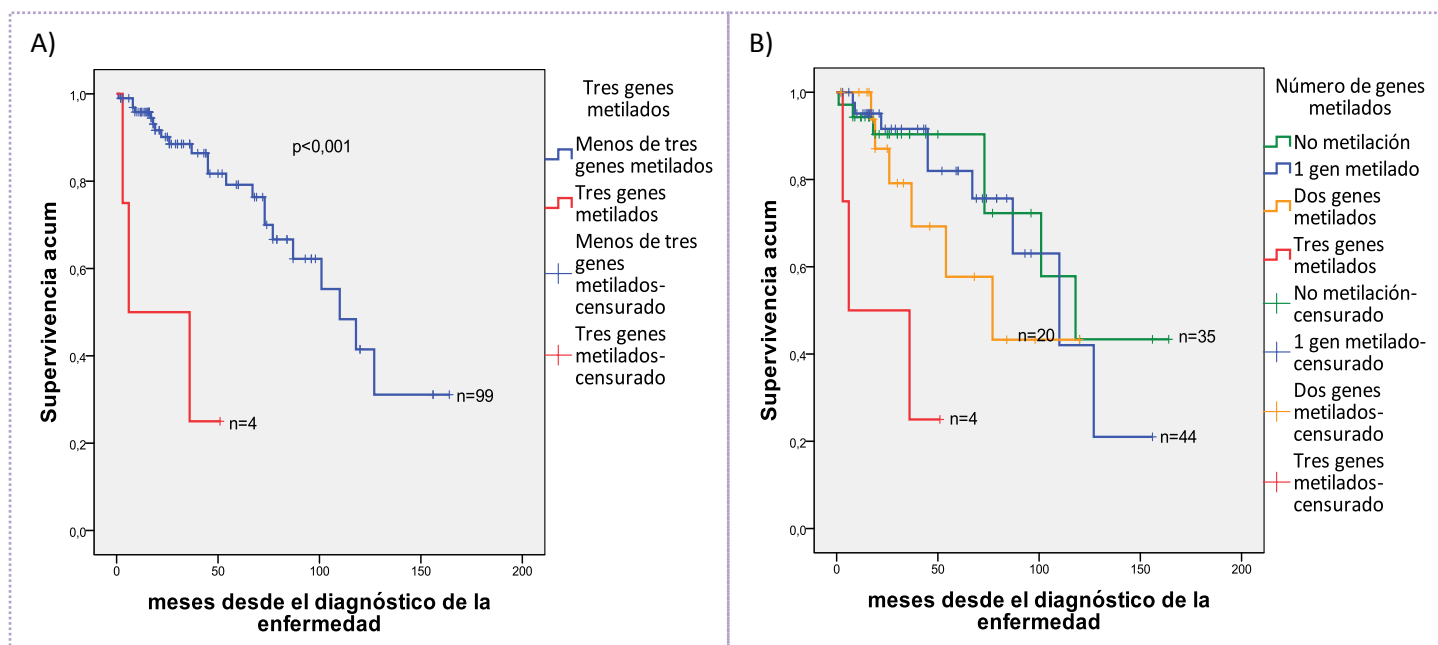 A)
Supervivencia acum
1,0
0,8
0,6
0,4
0,2
0,0
p<0,001
n=99
n=4
0
50
100
150
200
meses desde el diagnóstico de la
enfermedad
Tres genes
metilados
Menos de tres
genes metilados
Tres genes
metilados
Menos de tres
genes
metilados-
censurado
Tres genes
metilados-
censurado
B)
Supervivencia acum
1,0
0,8
0,6
0,4
0,2
0,0
n=20
n=35
n=4
n=44
0
50
100
150
200
meses desde el diagnóstico de la
enfermedad
Número de genes
metilados
No metilación
1 gen metilado
Dos genes
metilados
Tres genes
metilados
No metilación-
censurado
1 gen metilado-
censurado
Dos genes
metilados-
censurado
Tres genes
metilados-
censurado